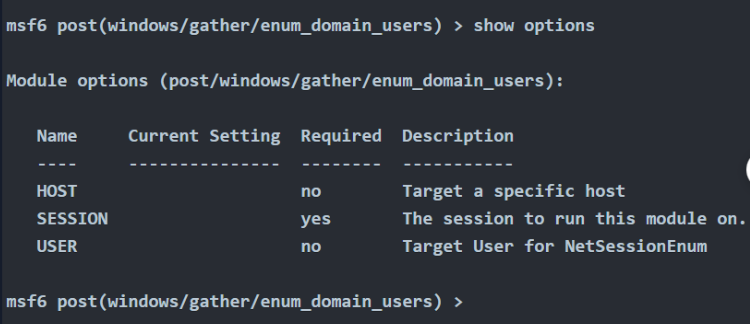 msf6 post(windows/gather/enum_domain_users) > show options
Module options (post/windows/gather/enum_domain_users):
Name Current Setting Required Description
---- --------------- -------- -----------
HOST no Target a specific host
SESSION yes The session to run this module on.
USER no Target User for NetSessionEnum
msf6 post(windows/gather/enum_domain_users) >